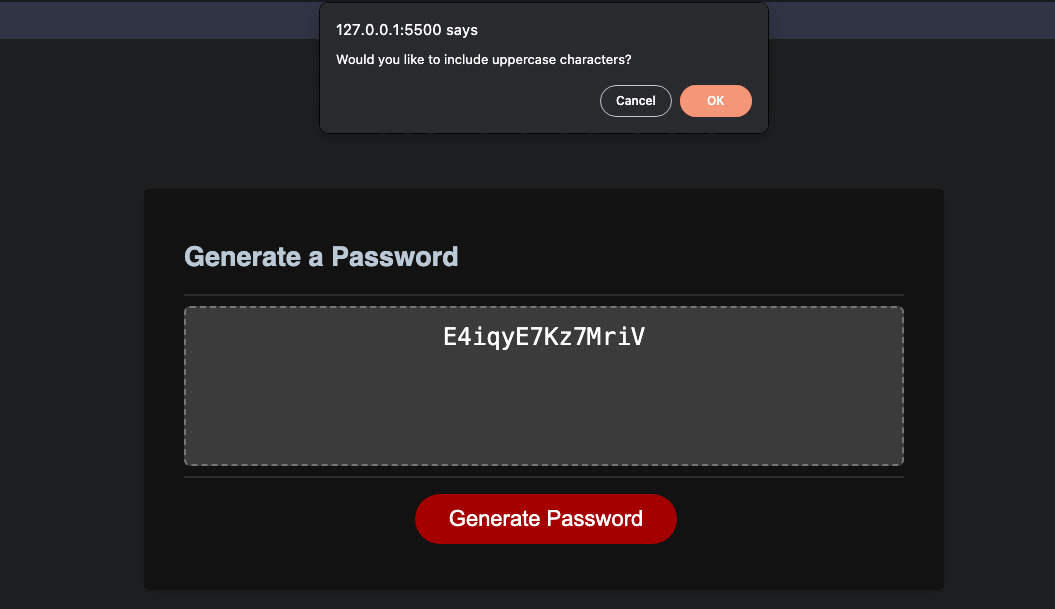 127.0.0.1:5500 says
Would you like to include uppercase characters?
Cancel
OK
Generate a Password
E4iqyE7Kz7MriV
Generate Password